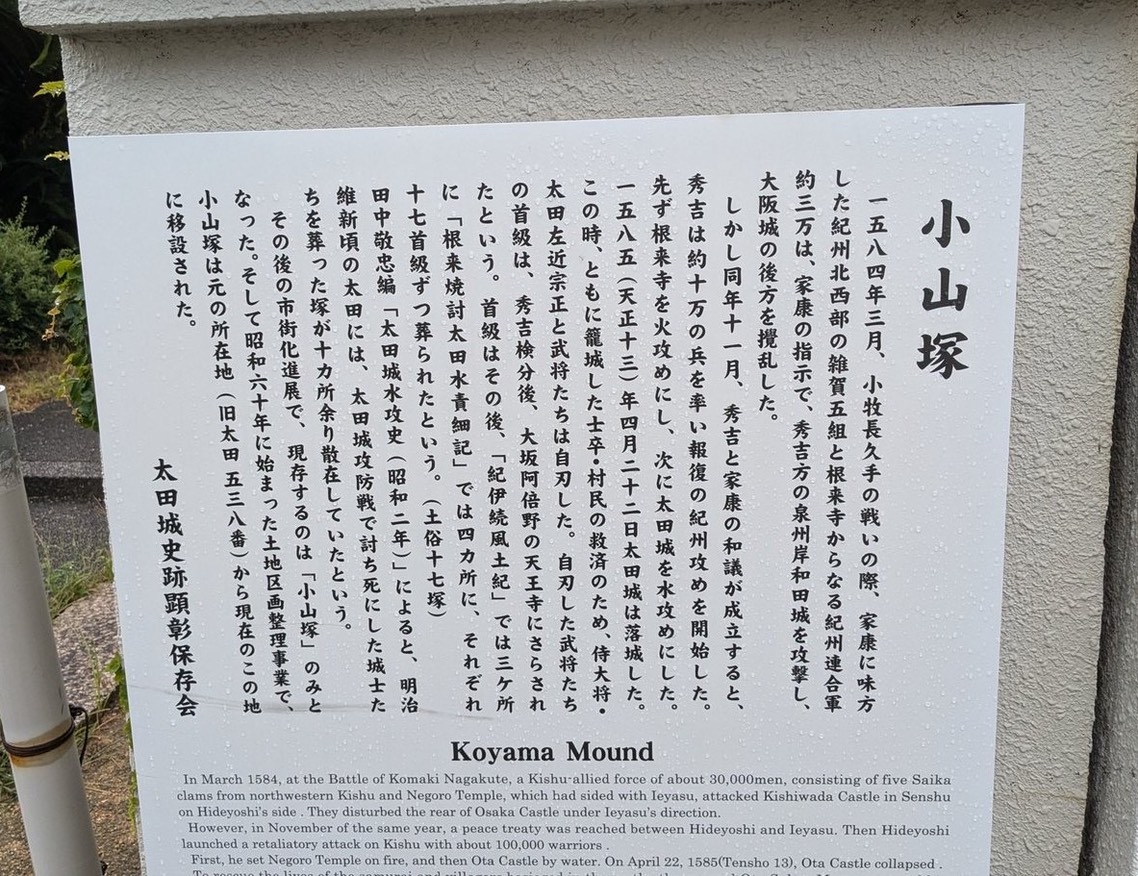 小山塚
一五八四年三月、小牧長久手の戦いの際、家康に味方
した紀州北西部の雑賀五組と根来寺からなる紀州連合軍
約三万は、家康の指示で、秀吉方の泉州岸和田城を攻撃し、
大阪城の後方を攪乱した。
しかし同年十一月、秀吉と家康の和議が成立すると、
秀吉は約十万の兵を率い報復の紀州攻めを開始した。
先ず根来寺を火攻めにし、次に太田城を水攻めにした。
一五八五(天正十三)年四月二十二日太田城は落城した。
この時、ともに籠城した士卒・村民の救済のため、侍大将・
太田左近宗正と武将たちは自刃した。自刃した武将たち
の首級は、秀吉検分後、大坂阿倍野の天王寺にさらされ
たという。首級はその後、「紀伊続風土紀」では三ケ所
に「根来焼討太田水責細記」では四カ所に、それぞれ
十七首級ずつ葬られたという。(土俗十七塚)
田中敬忠編「太田城水攻史(昭和二年)」によると、明治
維新頃の太田には、太田城攻防戦で討ち死にした城士た
ちを葬った塚が十カ所余り散在していたという。
その後の市街化進展で、現存するのは「小山塚」のみと
なった。そして昭和六十年に始まった土地区画整理事業で、
小山塚は元の所在地(旧太田五三八番)から現在のこの地
に移設された。
太田城史跡顕彰保存会
Koyama Mound
In March 1584, at the Battle of Komaki Nagakute, a Kishu-allied force of about 30,000men, consisting of five Saika
clams from northwestern Kishu and Negoro Temple, which had sided with Ieyasu, attacked Kishiwada Castle in Senshu
on Hideyoshi's side . They disturbed the rear of Osaka Castle under Ieyasu's direction.
However, in November of the same year, a peace treaty was reached between Hideyoshi and Ieyasu. Then Hideyoshi
launched a retaliatory attack on Kishu with about 100,000 warriors .
First, he set Negoro Temple on fire, and then Ota Castle by water. On April 22, 1585(Tensho 13), Ota Castle collapsed .